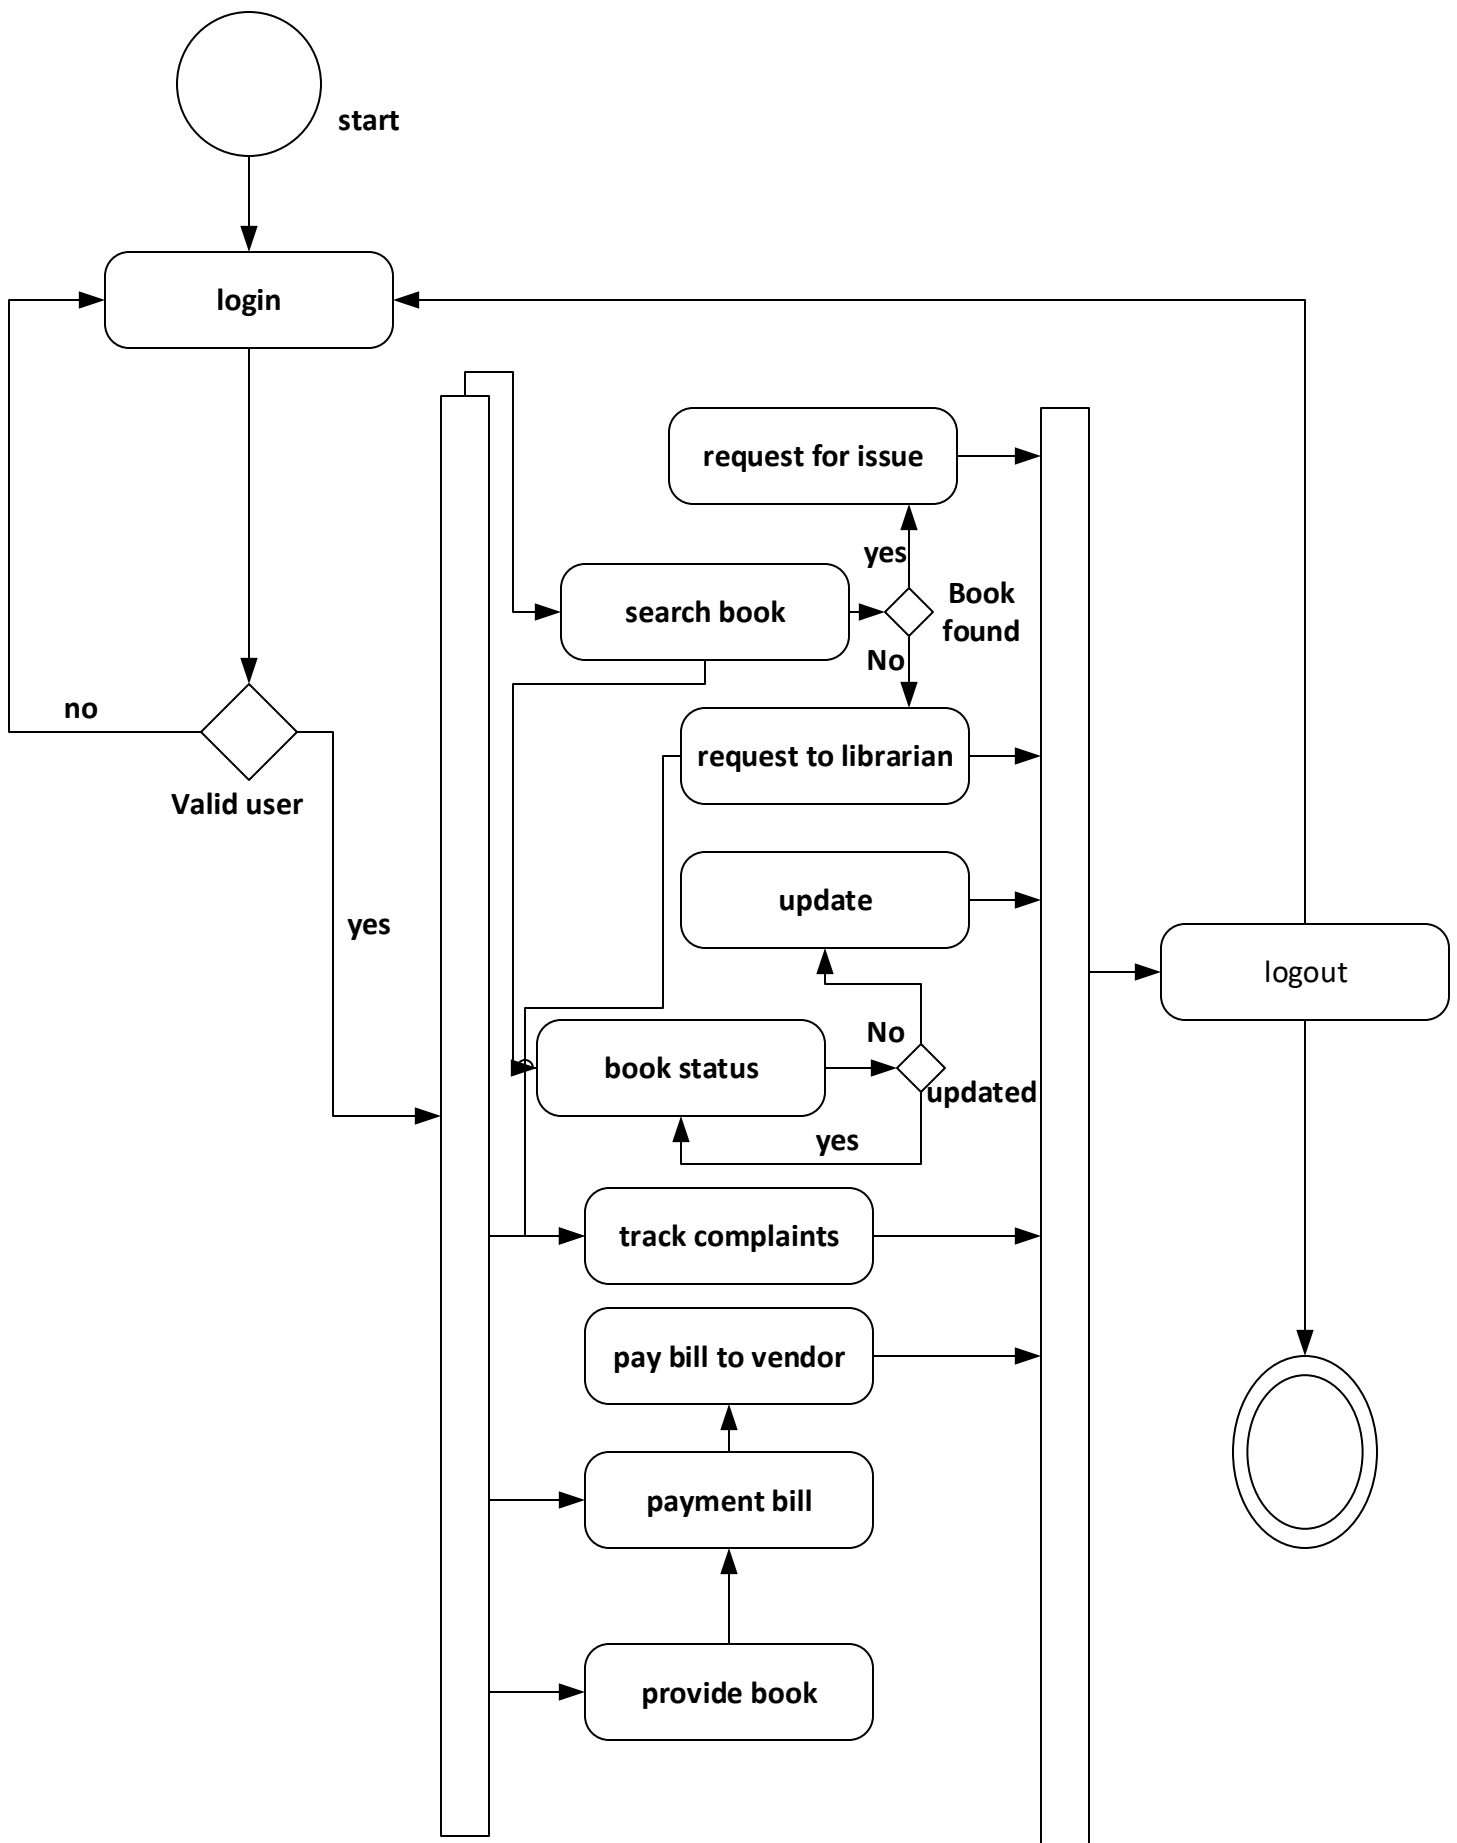 start
login
request for issue
yes
Book
found
search book
No
no
request to librarian
Valid user
update
yes
logout
No
book status
updated
yes
track complaints
pay bill to vendor
payment bill
provide book